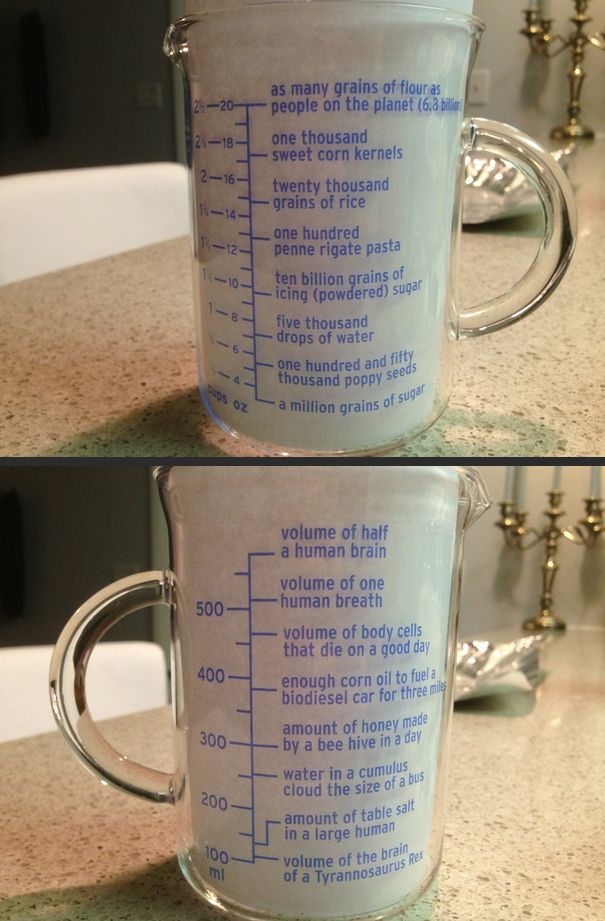 2½ 20 as many grains of flour as
people on the planet (6.8 billion)
2¼ 18 one thousand
sweet corn kernels
2 16 twenty thousand
grains of rice
14
one hundred
penne rigate pasta
12
ten billion grains of
icing (powdered) sugar
10
1 8 five thousand
drops of water
6
one hundred and fifty
thousand poppy seeds
4
cups oz
a million grains of sugar
volume of half
a human brain
volume of one
500 human breath
volume of body cells
that die on a good day
400 enough corn oil to fuel a
biodiesel car for three miles
amount of honey made
300 by a bee hive in a day
water in a cumulus
cloud the size of a bus
200
amount of table salt
in a large human
100
ml
volume of the brain
of a Tyrannosaurus Rex